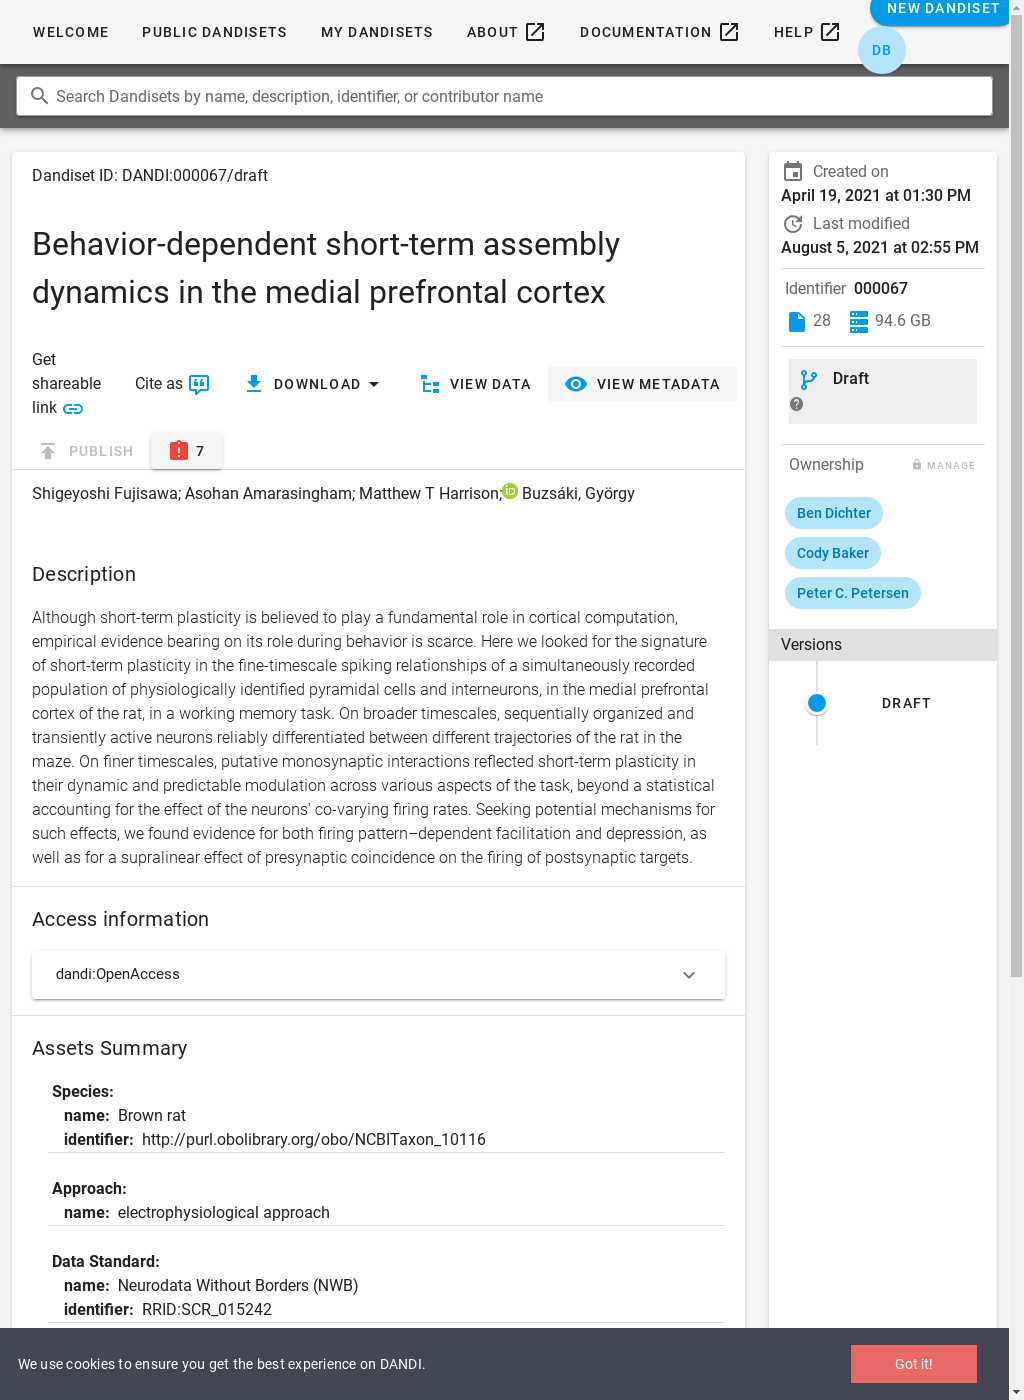 WELCOME PUBLIC DANDISETS MY DANDISETS ABOUT DOCUMENTATION HELP NEW DANDISET
DB
Search Dandisets by name, description, identifier, or contributor name
Dandiset ID: DANDI:000067/draft
Behavior-dependent short-term assembly
dynamics in the medial prefrontal cortex
Get
shareable
link
Cite as
DOWNLOAD
VIEW DATA
VIEW METADATA
PUBLISH
7
Shigeyoshi Fujisawa; Asohan Amarasingham; Matthew T Harrison; iD Buzsáki, György
Description
Although short-term plasticity is believed to play a fundamental role in cortical computation,
empirical evidence bearing on its role during behavior is scarce. Here we looked for the signature
of short-term plasticity in the fine-timescale spiking relationships of a simultaneously recorded
population of physiologically identified pyramidal cells and interneurons, in the medial prefrontal
cortex of the rat, in a working memory task. On broader timescales, sequentially organized and
transiently active neurons reliably differentiated between different trajectories of the rat in the
maze. On finer timescales, putative monosynaptic interactions reflected short-term plasticity in
their dynamic and predictable modulation across various aspects of the task, beyond a statistical
accounting for the effect of the neurons' co-varying firing rates. Seeking potential mechanisms for
such effects, we found evidence for both firing pattern–dependent facilitation and depression, as
well as for a supralinear effect of presynaptic coincidence on the firing of postsynaptic targets.
Access information
dandi:OpenAccess
Assets Summary
Species:
name: Brown rat
identifier: http://purl.obolibrary.org/obo/NCBITaxon_10116
Approach:
name: electrophysiological approach
Data Standard:
name: Neurodata Without Borders (NWB)
identifier: RRID:SCR_015242
Created on
April 19, 2021 at 01:30 PM
Last modified
August 5, 2021 at 02:55 PM
Identifier 000067
28 94.6 GB
Draft
Ownership MANAGE
Ben Dichter
Cody Baker
Peter C. Petersen
Versions
DRAFT
We use cookies to ensure you get the best experience on DANDI.
Got it!